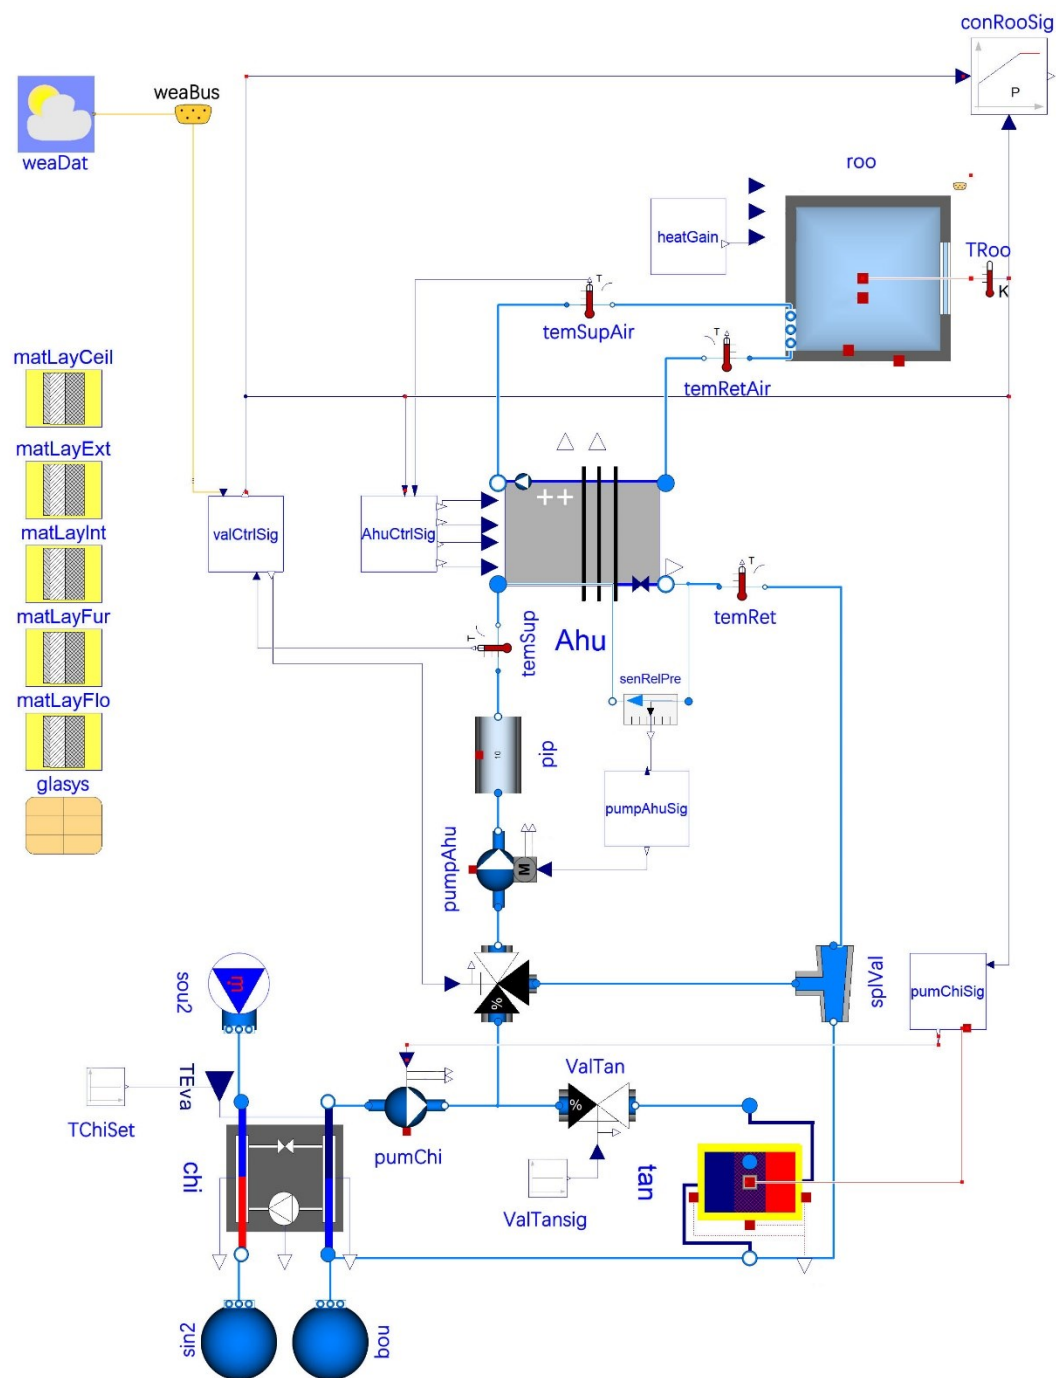 conRooSig
P
weaBus
weaDat
roo
heatGain
TRoo
K
T
temSupAir
T
temRetAir
matLayCeil
matLayExt
++
valCtrlSig
AhuCtrlSig
matLayInt
T
temRet
matLayFur
T
temSup
Ahu
senRelPre
matLayFlo
pip
10
glasys
pumpAhuSig
pumpAhu
M
splVal
pumChiSig
sou2
ṁ
%
ValTan
%
TEva
TChiSet
pumChi
chi
tan
ValTansig
sin2
bou